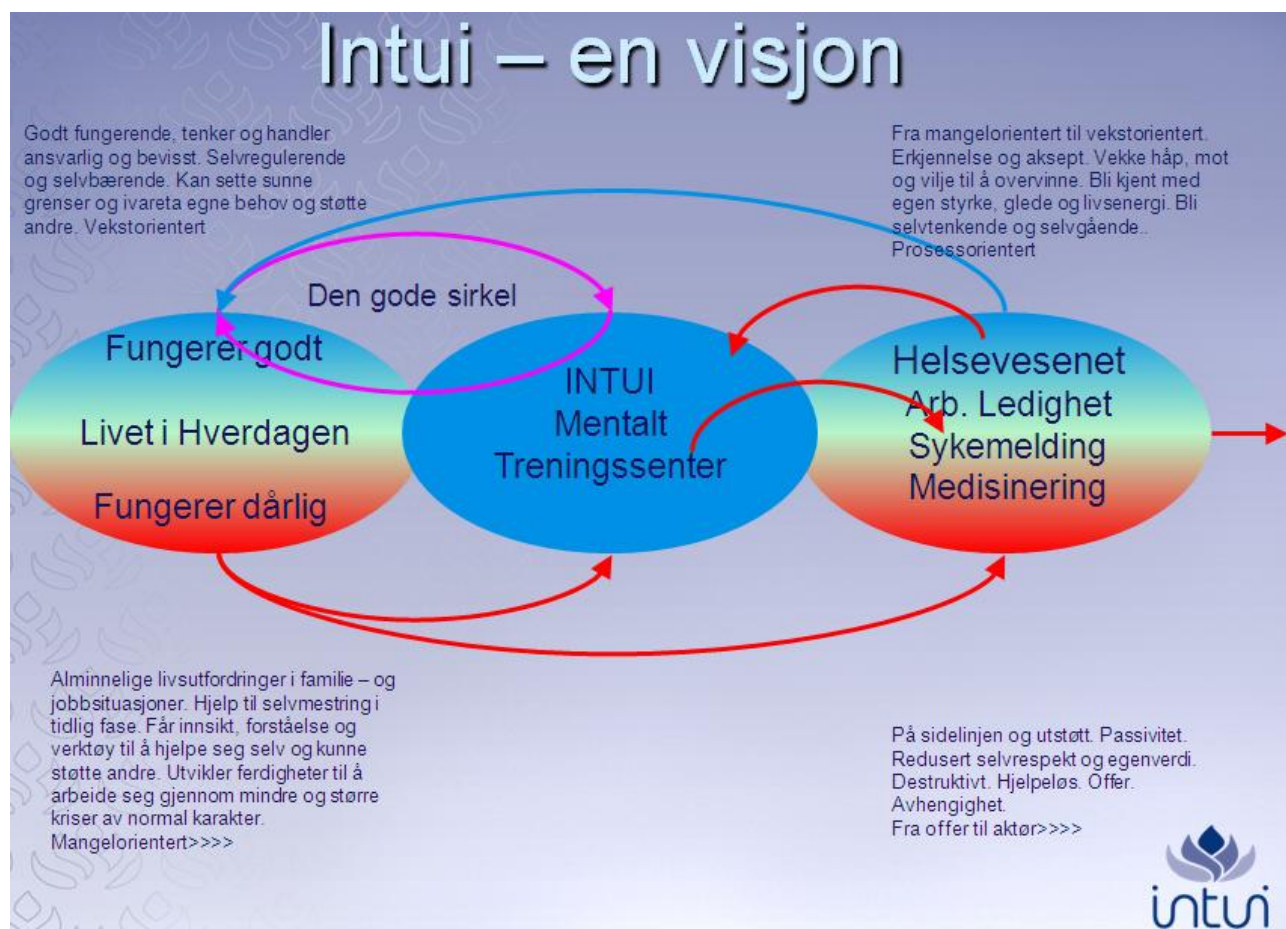 Intui – en visjon
Godt fungerende, tenker og handler
ansvarlig og bevisst. Selvregulerende
og selvbærende. Kan sette sunne
grenser og ivareta egne behov og støtte
andre. Vekstorientert
Fra mangelorientert til vekstorientert.
Erkjennelse og aksept. Vekke håp, mot
og vilje til å overvinne. Bli kjent med
egen styrke, glede og livsenergi. Bli
selvtenkende og selvgående..
Prosessorientert
Den gode sirkel
Fungerer godt
Livet i Hverdagen
Fungerer dårlig
INTUI
Mentalt
Treningssenter
Helsevesenet
Arb. Ledighet
Sykemelding
Medisinering
Alminnelige livsutfordringer i familie – og
jobbsituasjoner. Hjelp til selvmestring i
tidlig fase. Får innsikt, forståelse og
verktøy til å hjelpe seg selv og kunne
støtte andre. Utvikler ferdigheter til å
arbeide seg gjennom mindre og større
kriser av normal karakter.
Mangelorientert>>>>
På sidelinjen og utstøtt. Passivitet.
Redusert selvrespekt og egenverdi.
Destruktivt. Hjelpeløs. Offer.
Avhengighet.
Fra offer til aktør>>>>
intui